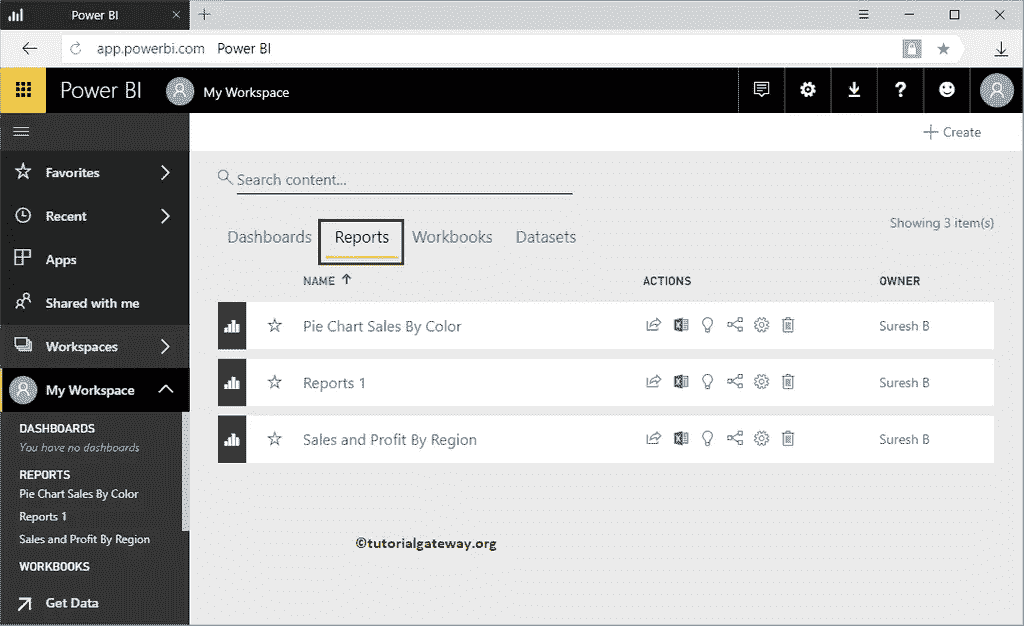 Power BI
app.powerbi.com Power BI
Power BI My Workspace ?
Create
Favorites
Recent
Apps
Shared with me
Workspaces
My Workspace
DASHBOARDS
You have no dashboards
REPORTS
Pie Chart Sales By Color
Reports 1
Sales and Profit By Region
WORKBOOKS
Get Data
Search content...
Showing 3 item(s)
Dashboards Reports Workbooks Datasets
NAME ACTIONS OWNER
Pie Chart Sales By Color Suresh B
Reports 1 Suresh B
Sales and Profit By Region Suresh B
©tutorialgateway.org